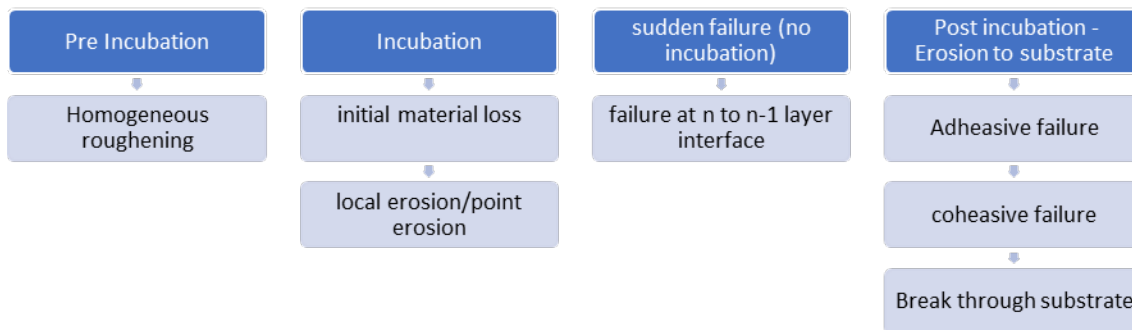 Pre Incubation
Homogeneous
roughening
Incubation
initial material loss
local erosion/point
erosion
sudden failure (no
incubation)
failure at n to n-1 layer
interface
Post incubation -
Erosion to substrate
Adheasive failure
coheasive failure
Break through substrate